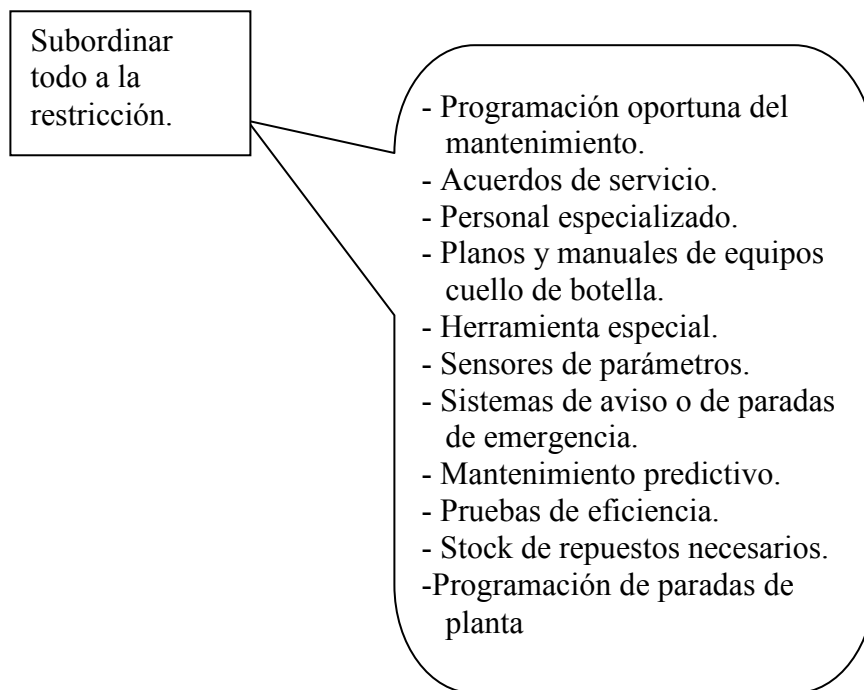 Subordinar
todo a la
restricción.
- Programación oportuna del
mantenimiento.
- Acuerdos de servicio.
- Personal especializado.
- Planos y manuales de equipos
cuello de botella.
- Herramienta especial.
- Sensores de parámetros.
- Sistemas de aviso o de paradas
de emergencia.
- Mantenimiento predictivo.
- Pruebas de eficiencia.
- Stock de repuestos necesarios.
-Programación de paradas de
planta